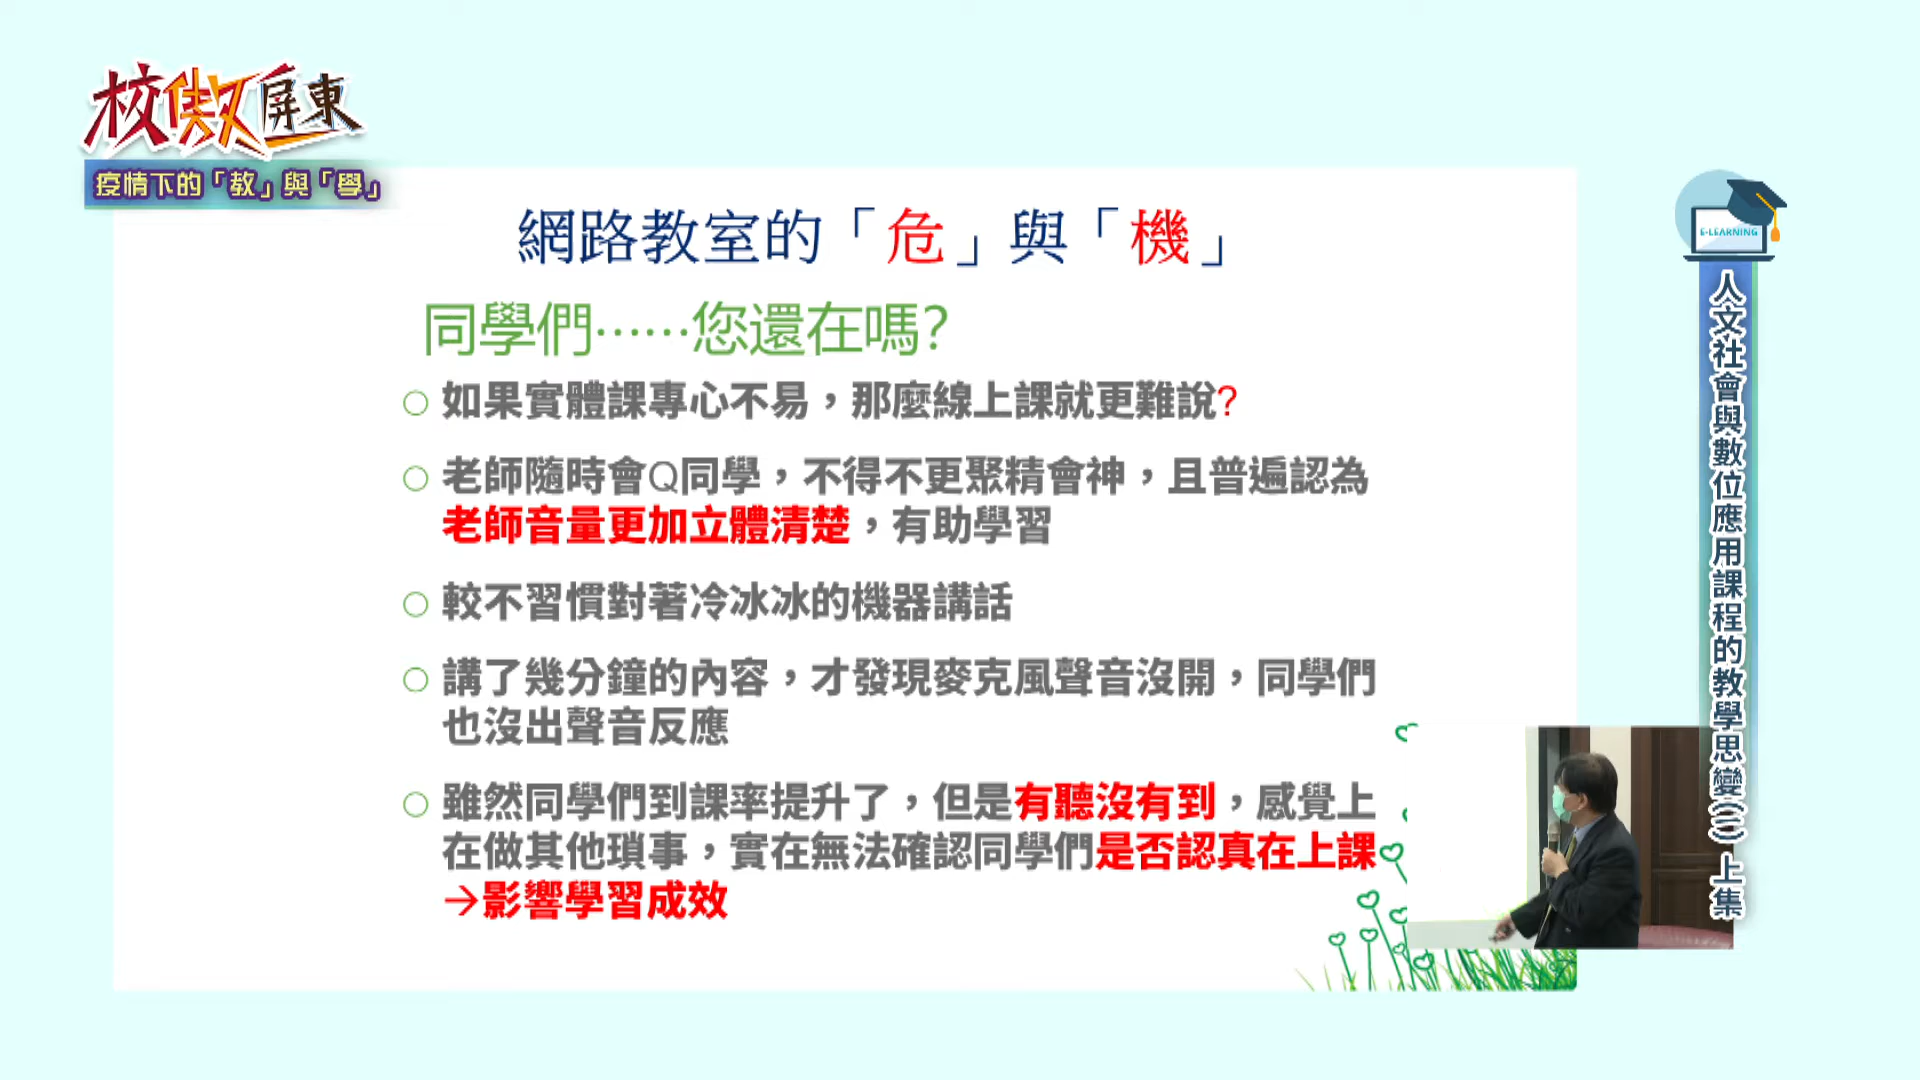 校傲屏東
疫情下的「教」與「學」
網路教室的「危」與「機」
同學們……您還在嗎?
如果實體課專心不易，那麼線上課就更難說?
老師隨時會Q同學，不得不更聚精會神，且普遍認為
老師音量更加立體清楚，有助學習
較不習慣對著冷冰冰的機器講話
講了幾分鐘的內容，才發現麥克風聲音沒開，同學們
也沒出聲音反應
雖然同學們到課率提升了，但是有聽沒有到，感覺上
在做其他瑣事，實在無法確認同學們是否認真在上課
→影響學習成效
E-LEARNING
人文社會與數位應用課程的教學思變(二)上集